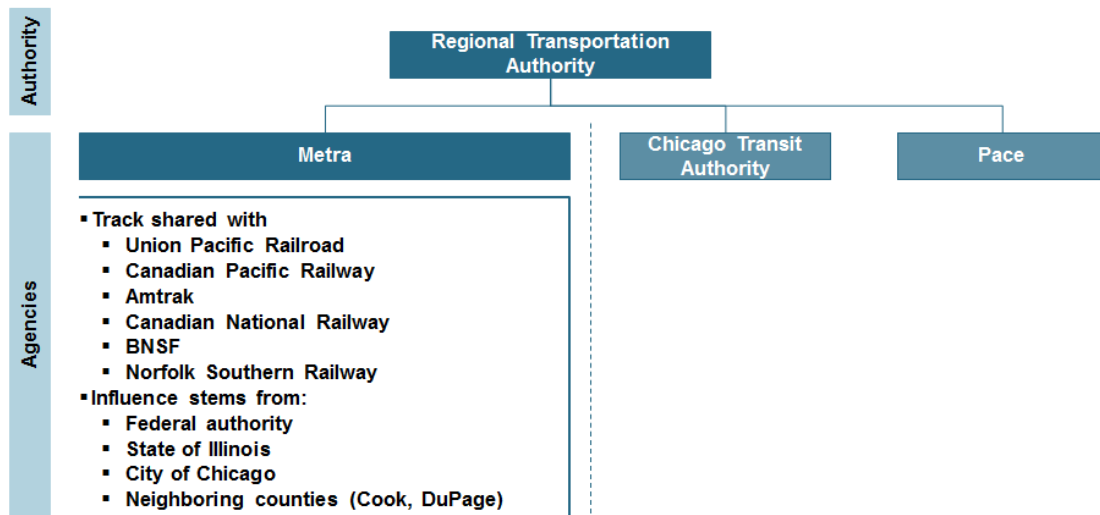 Authority
Regional Transportation
Authority
Agencies
Metra
Chicago Transit
Authority
Pace
▪ Track shared with
▪ Union Pacific Railroad
▪ Canadian Pacific Railway
▪ Amtrak
▪ Canadian National Railway
▪ BNSF
▪ Norfolk Southern Railway
▪ Influence stems from:
▪ Federal authority
▪ State of Illinois
▪ City of Chicago
▪ Neighboring counties (Cook, DuPage)